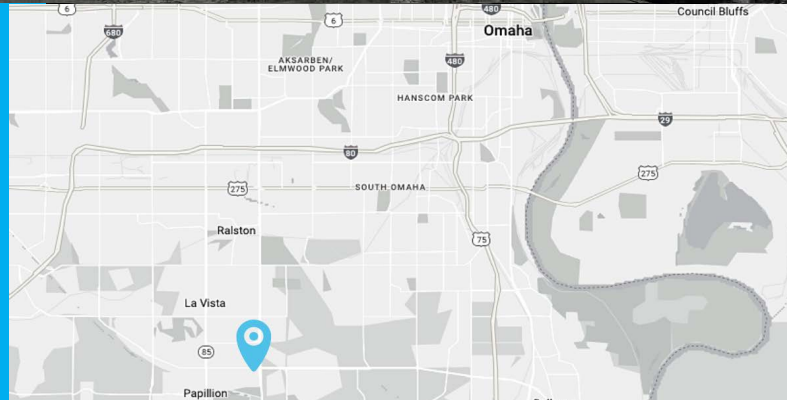 6
480
Council Bluffs
6
Omaha
680
AKSARBEN/
ELMWOOD PARK
480
HANSCOM PARK
29
80
275
275
SOUTH OMAHA
Ralston
75
La Vista
85
Papillion